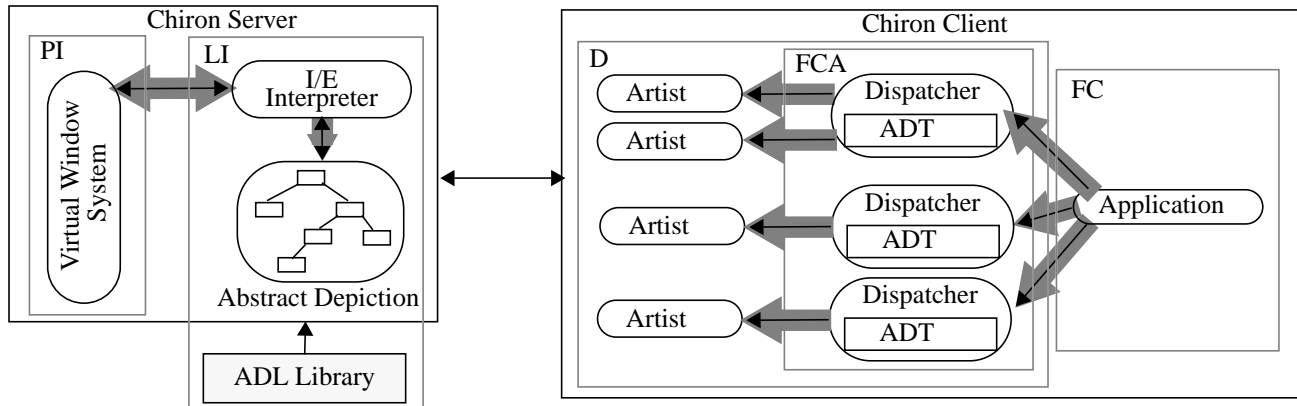 Chiron Server
PI
LI
I/E
Interpreter
Virtual Window
System
Abstract Depiction
ADL Library
Chiron Client
D
FCA
FC
Artist
Artist
Artist
Artist
Dispatcher
ADT
Dispatcher
ADT
Dispatcher
ADT
Application